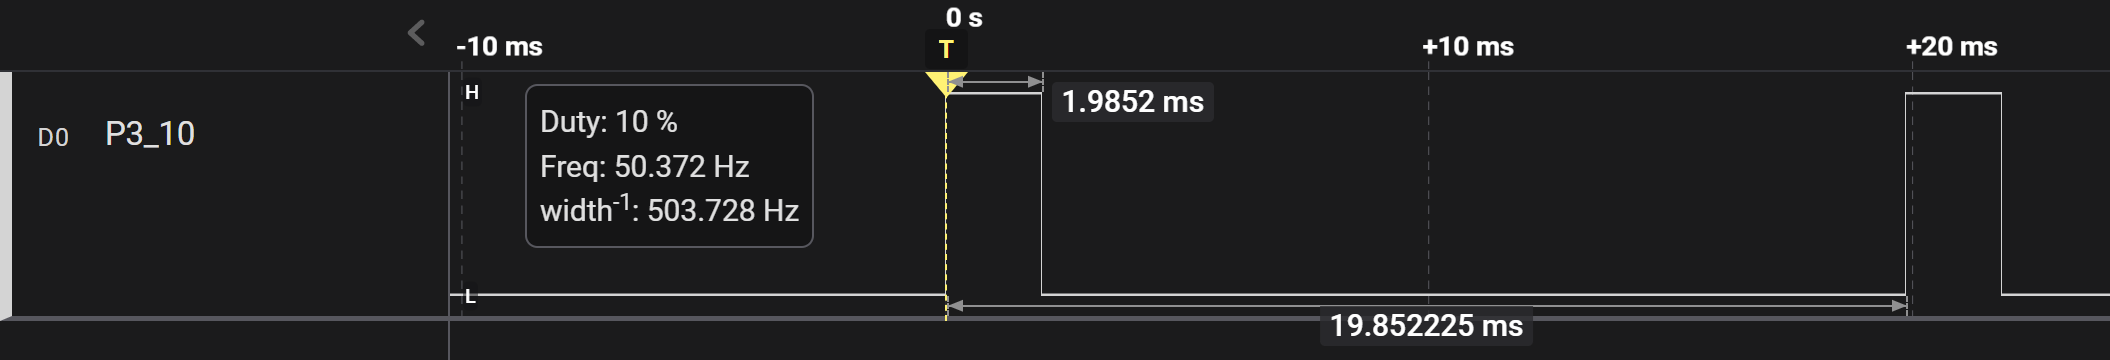 0 s
-10 ms
T
+10 ms
+20 ms
H
1.9852 ms
D0 P3_10
Duty: 10 %
Freq: 50.372 Hz
width-1: 503.728 Hz
L
19.852225 ms